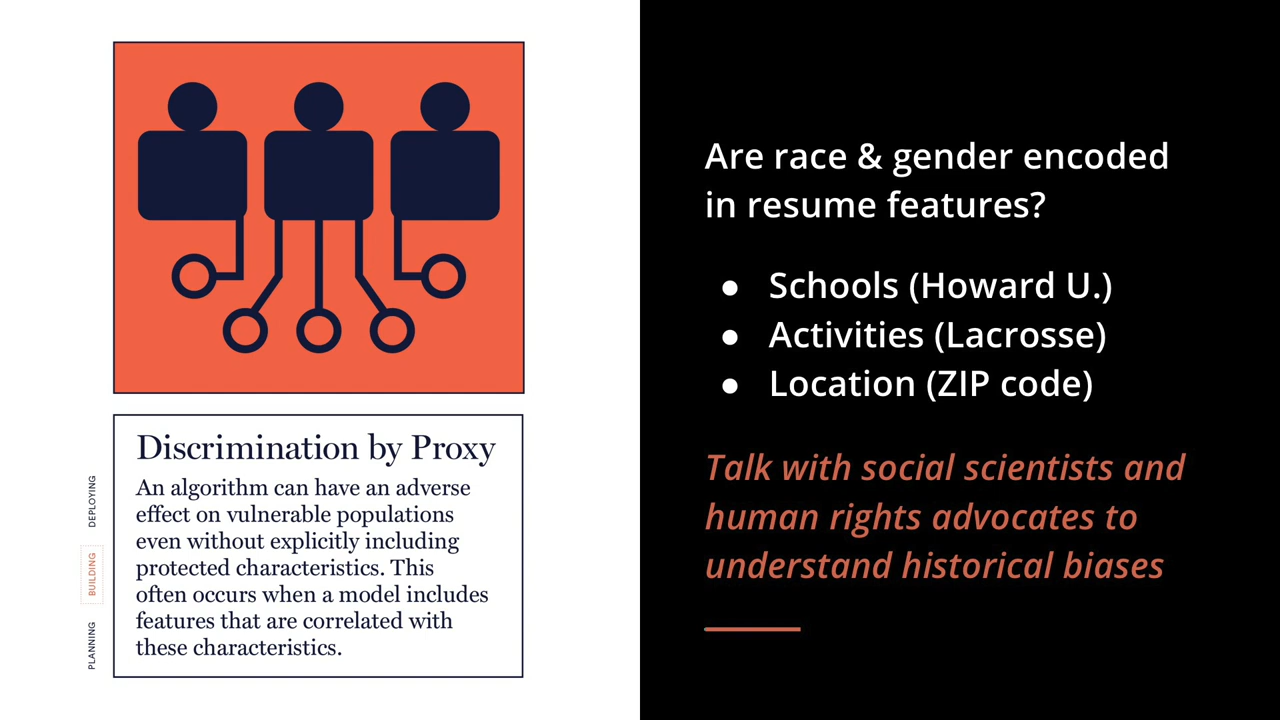 Discrimination by Proxy
An algorithm can have an adverse
effect on vulnerable populations
even without explicitly including
protected characteristics. This
often occurs when a model includes
features that are correlated with
these characteristics.
DEPLOYING
BUILDING
PLANNING
Are race & gender encoded
in resume features?
● Schools (Howard U.)
● Activities (Lacrosse)
● Location (ZIP code)
Talk with social scientists and
human rights advocates to
understand historical biases